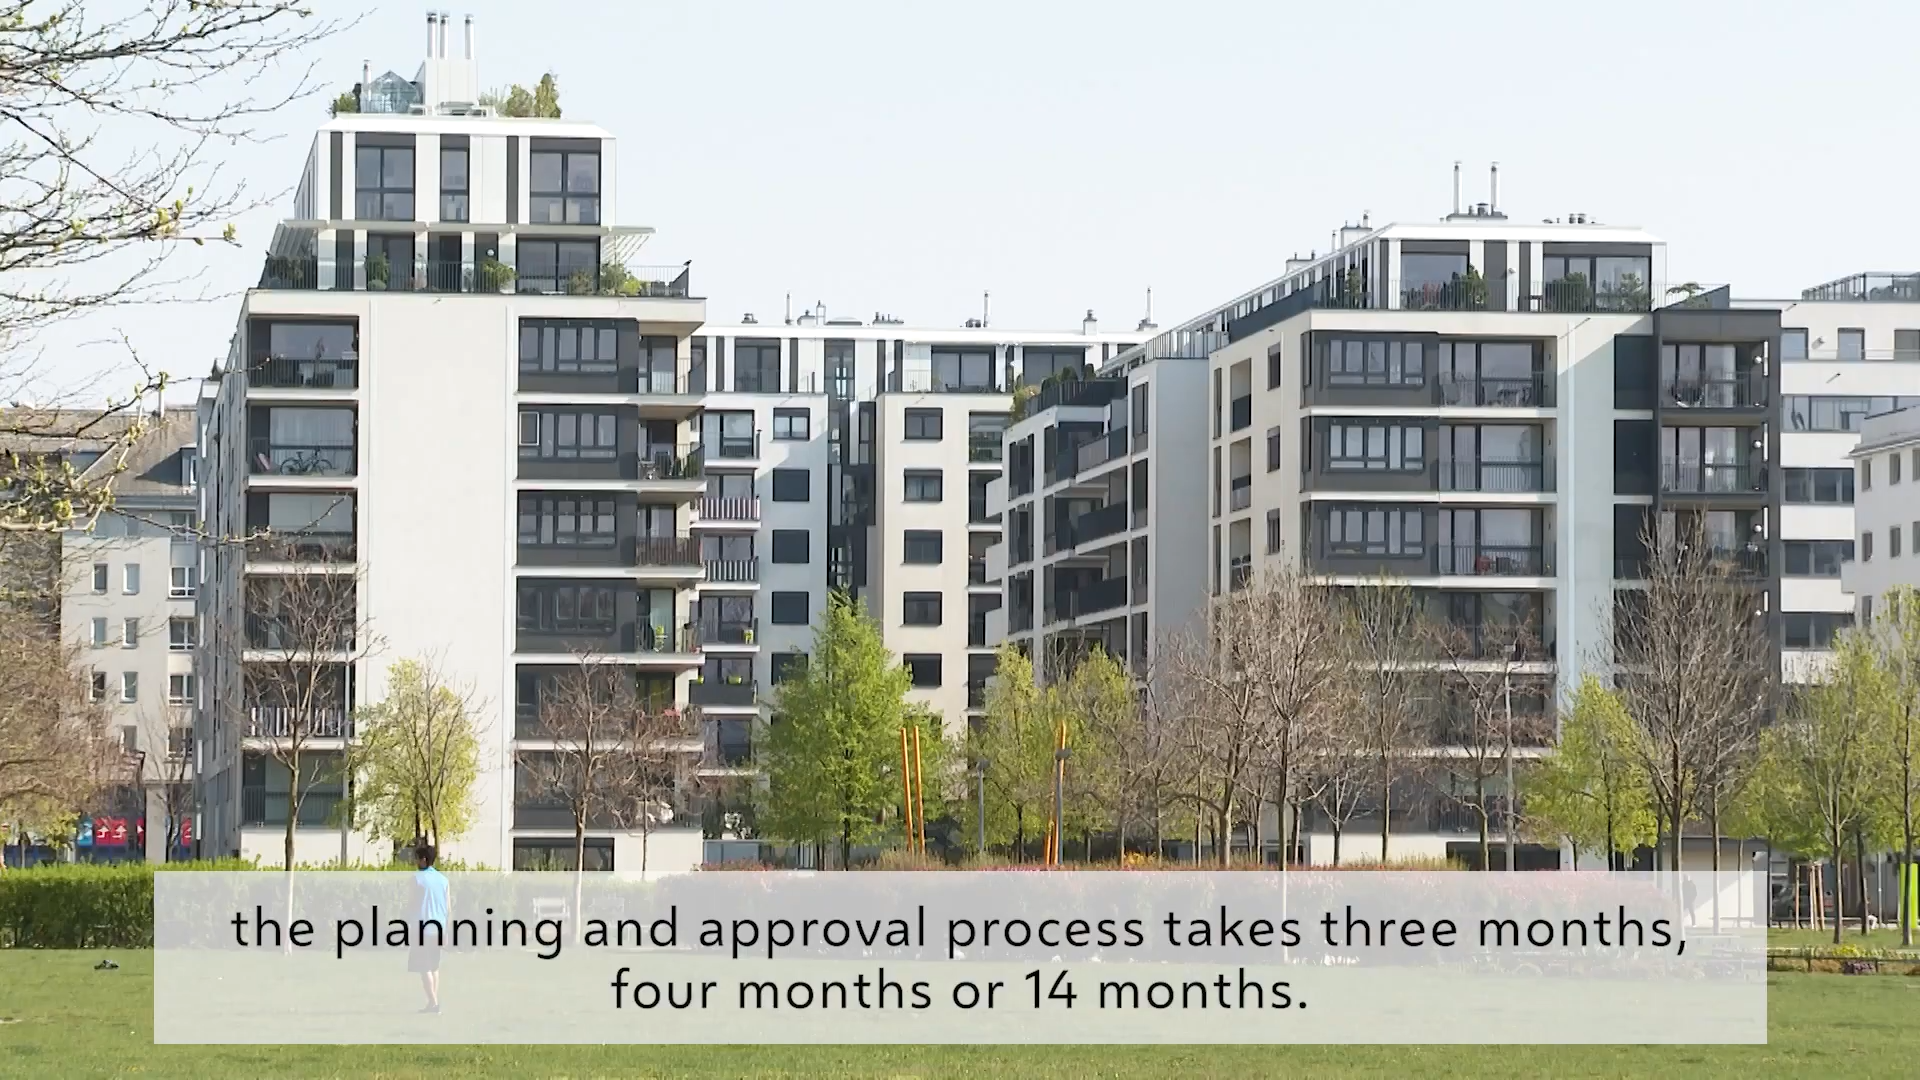 the planning and approval process takes three months,
four months or 14 months.